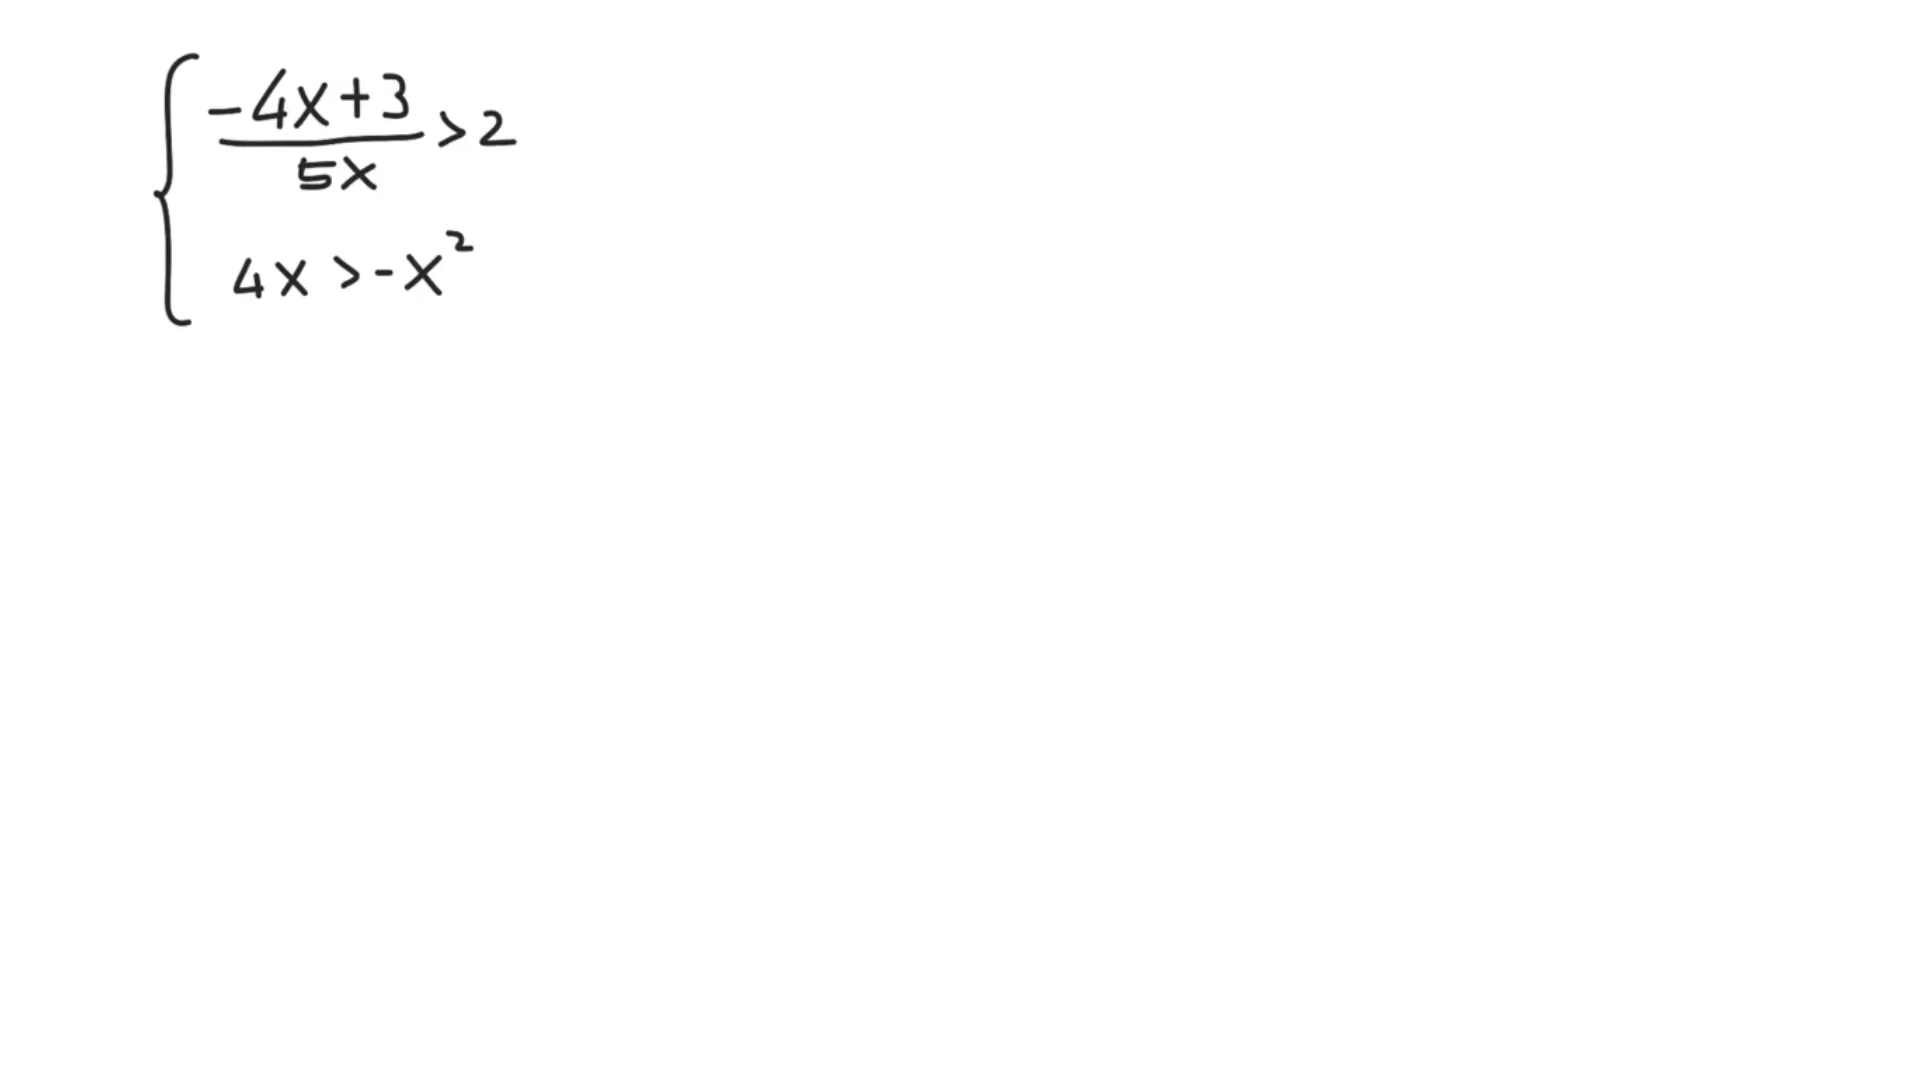 { (-4x+3)/(5x) > 2
4x > -x²